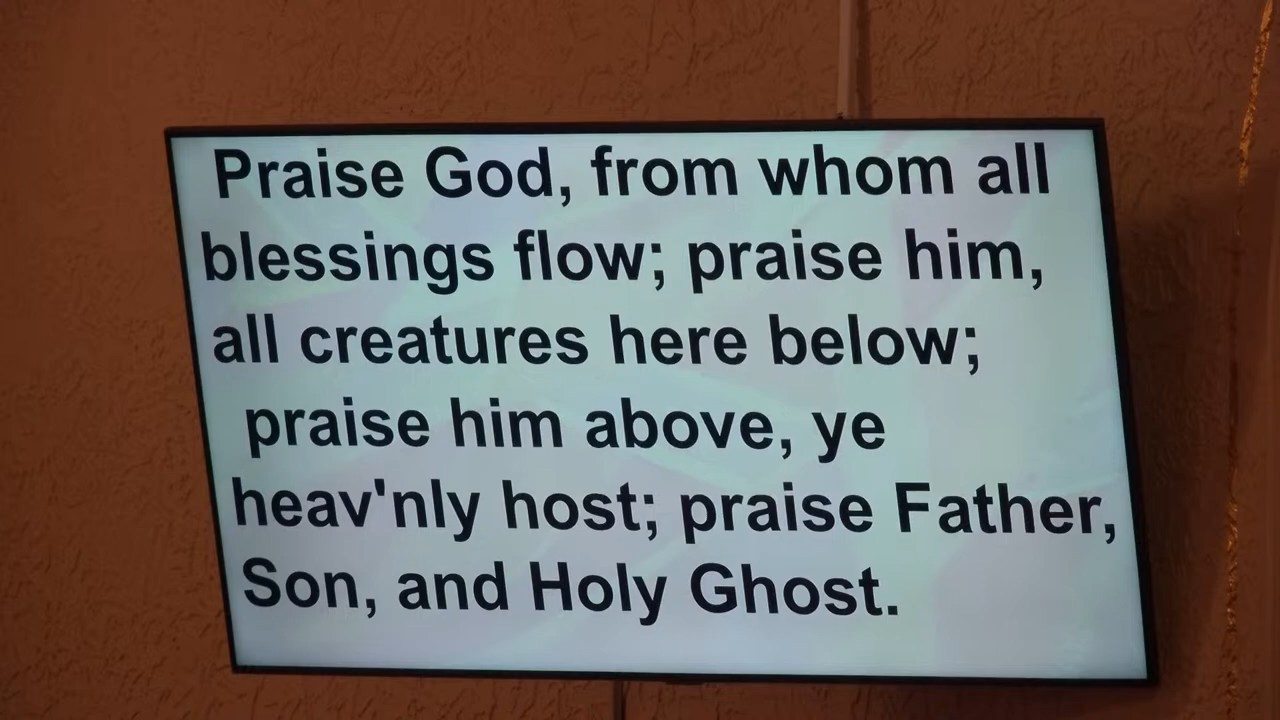 Praise God, from whom all
blessings flow; praise him,
all creatures here below;
praise him above, ye
heav'nly host; praise Father,
Son, and Holy Ghost.